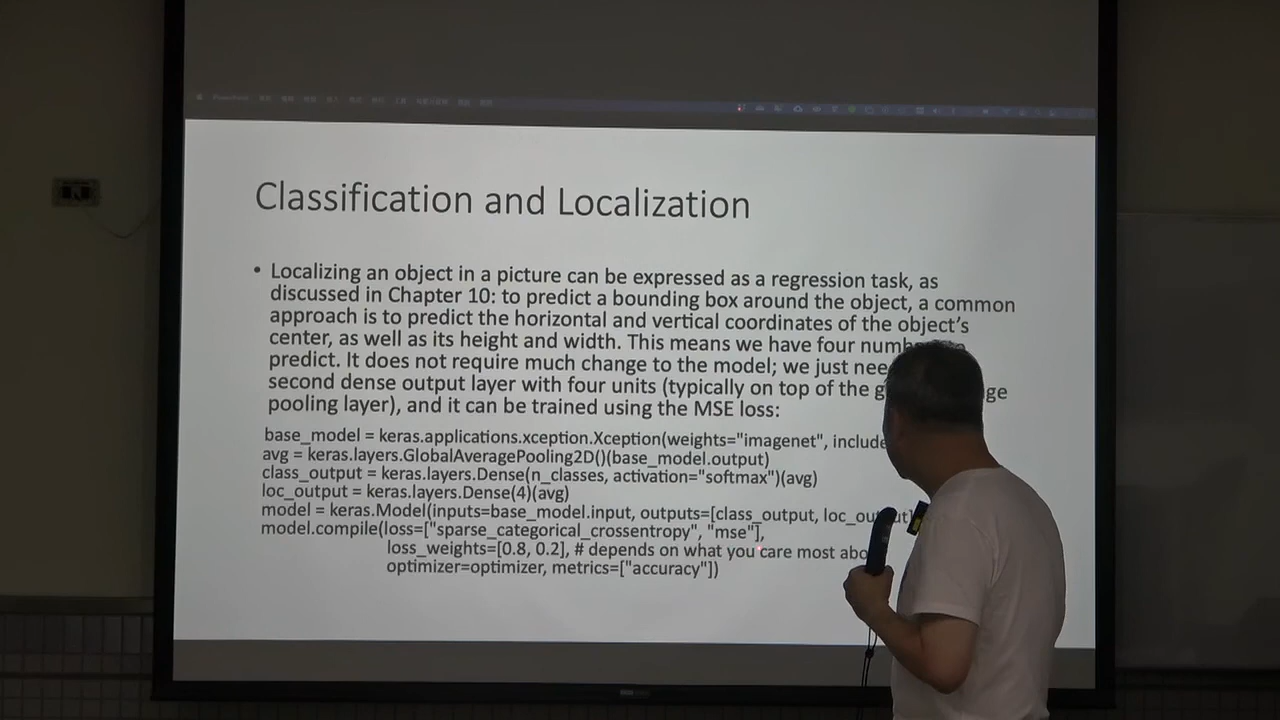 Classification and Localization
• Localizing an object in a picture can be expressed as a regression task, as
discussed in Chapter 10: to predict a bounding box around the object, a common
approach is to predict the horizontal and vertical coordinates of the object's
center, as well as its height and width. This means we have four
predict. It does not require much change to the model; we just
second dense output layer with four units (typically on top of the
pooling layer), and it can be trained using the MSE loss:
base_model = keras.applications.xception.Xception(weights="imagenet",
avg = keras.layers.GlobalAveragePooling2D()(base_model.output)
class_output = keras.layers.Dense(n_classes, activation="softmax")(avg)
loc_output = keras.layers.Dense(4)(avg)
model = keras.Model(inputs=base_model.input, outputs=[class_output,
model.compile(loss=["sparse_categorical_crossentropy", "mse"],
loss_weights=[0.8, 0.2], # depends on what you care most
optimizer=optimizer, metrics=["accuracy"])